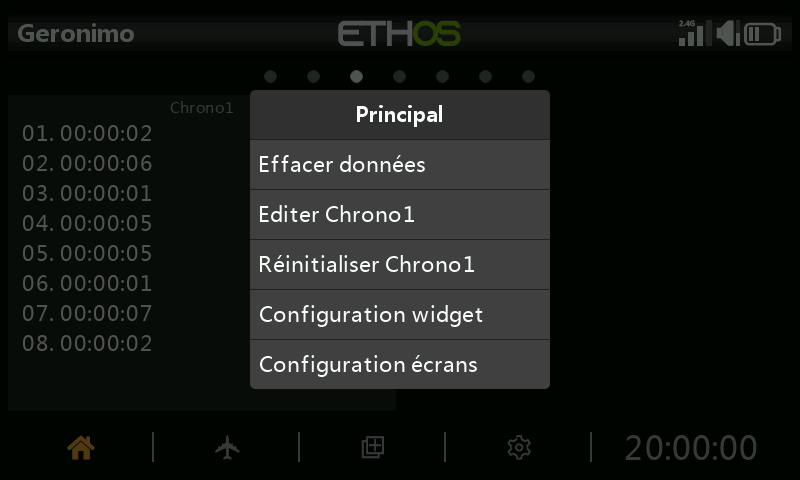 Geronimo
ETHOS
2.4G
Chrono1
01. 00:00:02
02. 00:00:06
03. 00:00:01
04. 00:00:05
05. 00:00:05
06. 00:00:01
07. 00:00:07
08. 00:00:02
Principal
Effacer données
Editer Chrono1
Réinitialiser Chrono1
Configuration widget
Configuration écrans
20:00:00